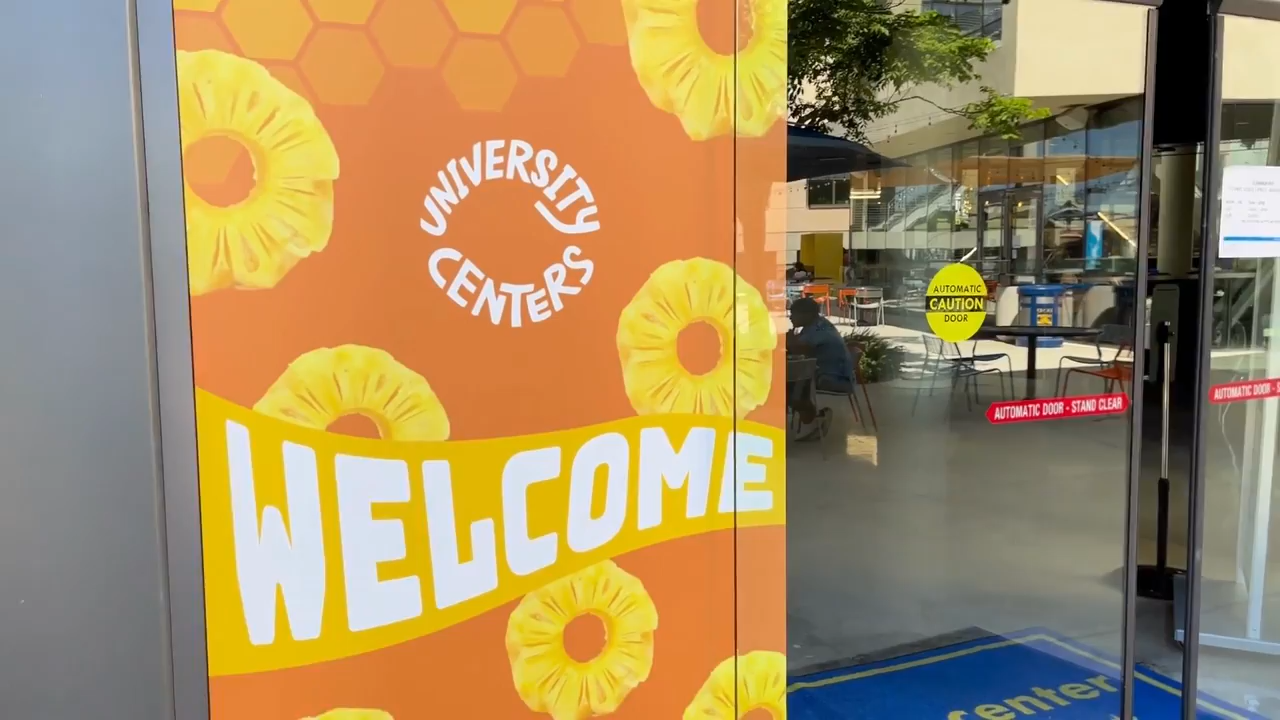 UNIVERSITY
CENTERS
WELCOME
AUTOMATIC
CAUTION
DOOR
AUTOMATIC DOOR - STAND CLEAR
AUTOMATIC DOOR - S
center